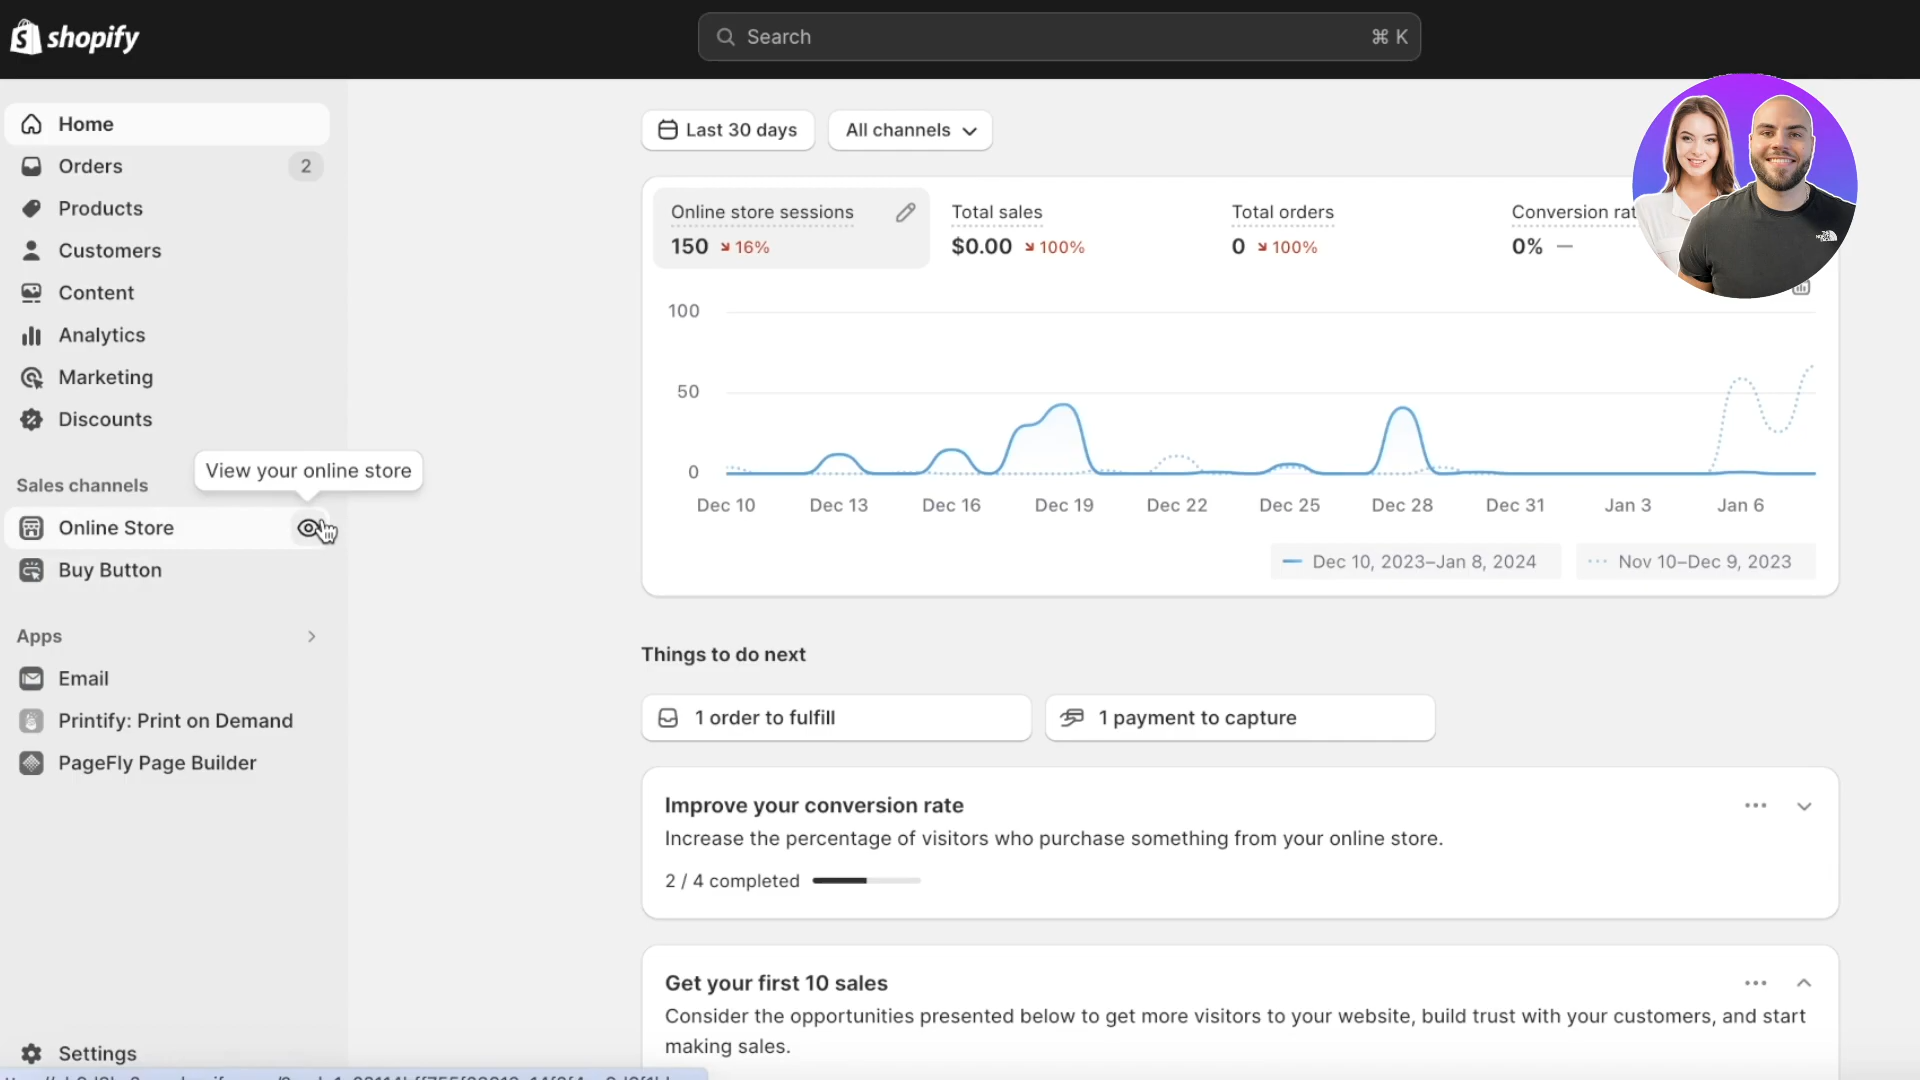 shopify
Search
⌘ K
Home
Orders
2
Products
Customers
Content
Analytics
Marketing
Discounts
Sales channels
View your online store
Online Store
Buy Button
Apps
Email
Printify: Print on Demand
PageFly Page Builder
Settings
Last 30 days
All channels
Online store sessions
150 16%
Total sales
$0.00 100%
Total orders
0 100%
Conversion rat
0% —
THE NORTH FACE
100
50
0
Dec 10 Dec 13 Dec 16 Dec 19 Dec 22 Dec 25 Dec 28 Dec 31 Jan 3 Jan 6
Dec 10, 2023–Jan 8, 2024
Nov 10–Dec 9, 2023
Things to do next
1 order to fulfill
1 payment to capture
Improve your conversion rate
Increase the percentage of visitors who purchase something from your online store.
2 / 4 completed
Get your first 10 sales
Consider the opportunities presented below to get more visitors to your website, build trust with your customers, and start
making sales.